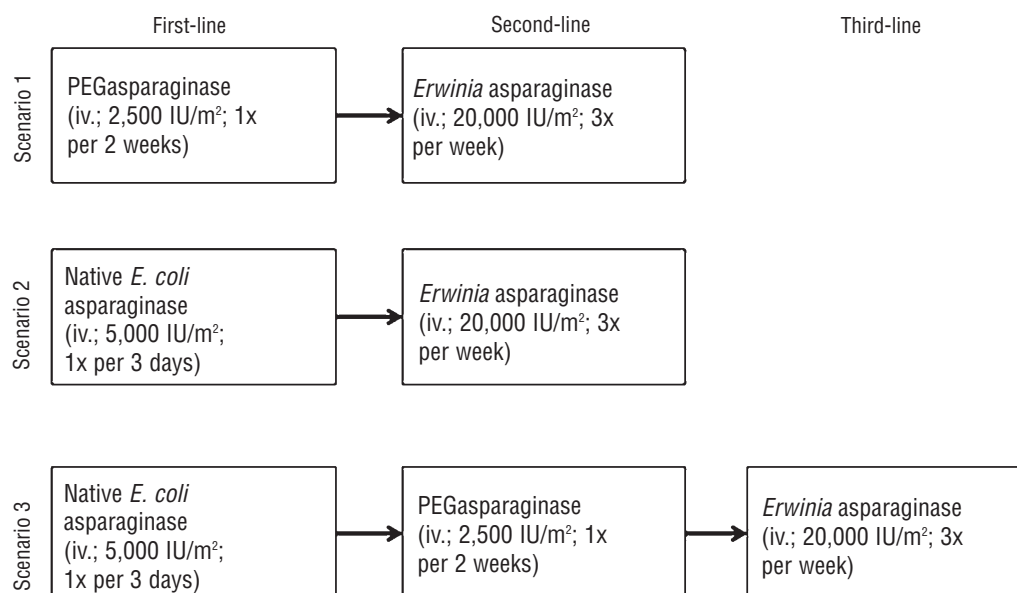 First-line
Second-line
Third-line
Scenario 1
PEGasparaginase
(iv.; 2,500 IU/m²; 1x
per 2 weeks)
Erwinia asparaginase
(iv.; 20,000 IU/m²; 3x
per week)
Scenario 2
Native E. coli
asparaginase
(iv.; 5,000 IU/m²;
1x per 3 days)
Erwinia asparaginase
(iv.; 20,000 IU/m²; 3x
per week)
Scenario 3
Native E. coli
asparaginase
(iv.; 5,000 IU/m²;
1x per 3 days)
PEGasparaginase
(iv.; 2,500 IU/m²; 1x
per 2 weeks)
Erwinia asparaginase
(iv.; 20,000 IU/m²; 3x
per week)